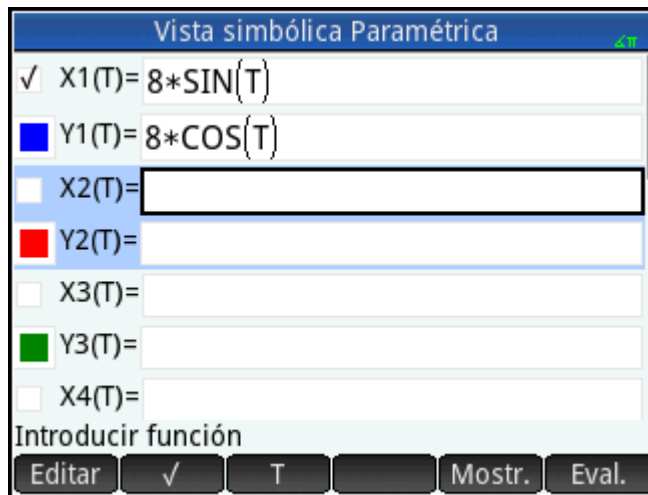 Vista simbólica Paramétrica ∡π
√ X1(T)= 8*SIN(T)
Y1(T)= 8*COS(T)
X2(T)=
Y2(T)=
X3(T)=
Y3(T)=
X4(T)=
Introducir función
Editar √ T Mostr. Eval.